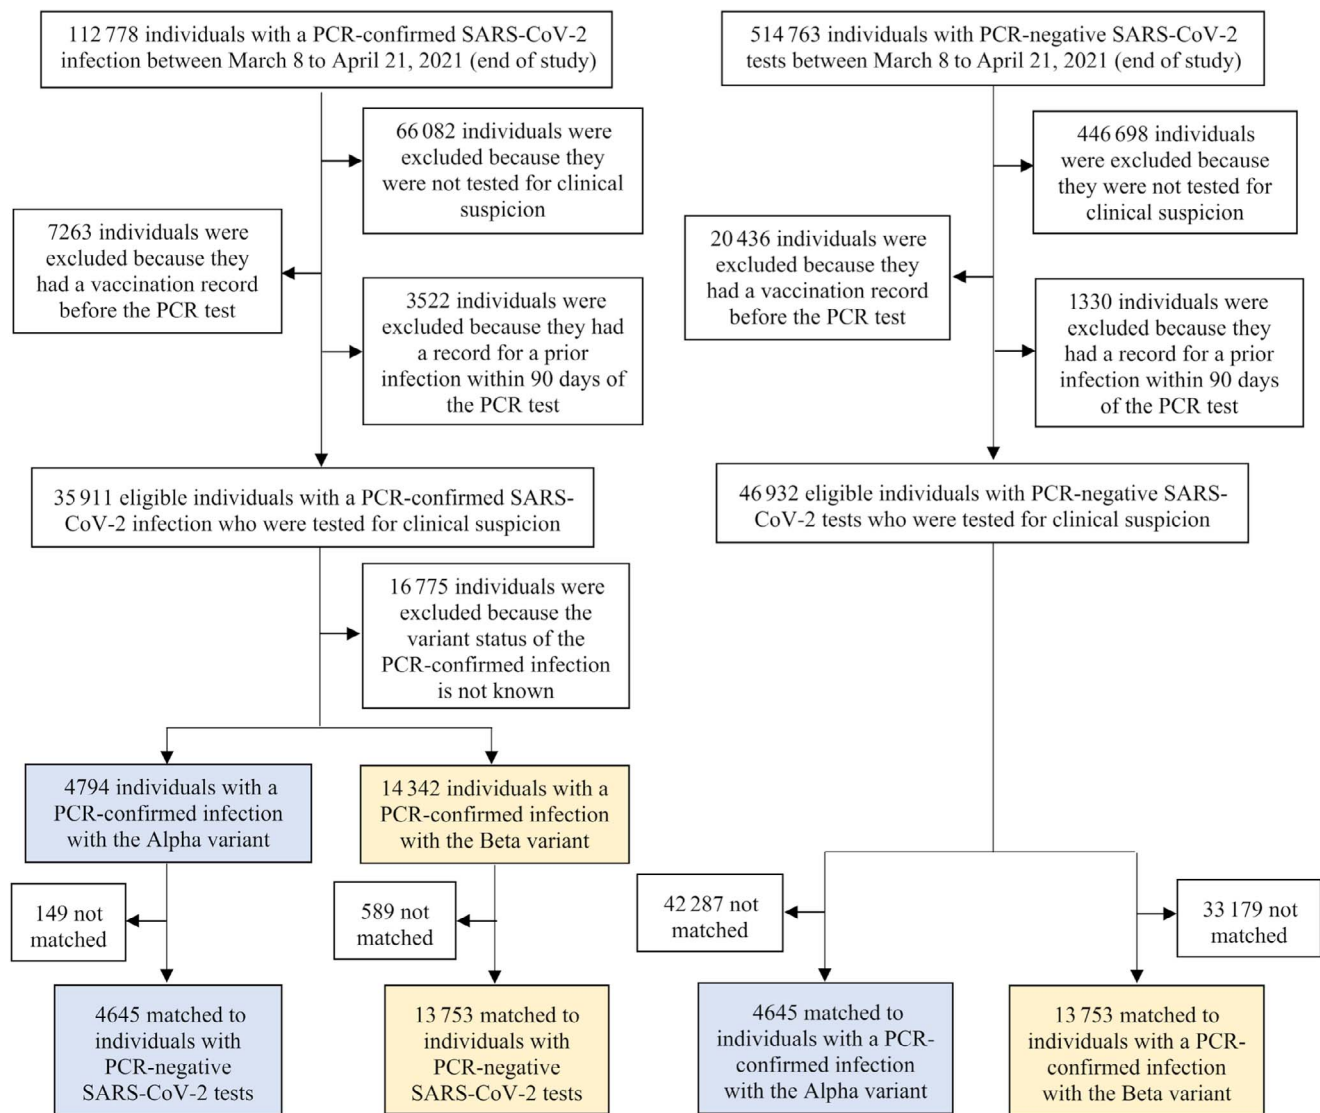 112 778 individuals with a PCR-confirmed SARS-CoV-2
infection between March 8 to April 21, 2021 (end of study)
514 763 individuals with PCR-negative SARS-CoV-2
tests between March 8 to April 21, 2021 (end of study)
66 082 individuals were
excluded because they
were not tested for clinical
suspicion
446 698 individuals
were excluded because
they were not tested for
clinical suspicion
7263 individuals were
excluded because they
had a vaccination record
before the PCR test
20 436 individuals were
excluded because they
had a vaccination record
before the PCR test
3522 individuals were
excluded because they had
a record for a prior
infection within 90 days of
the PCR test
1330 individuals were
excluded because they
had a record for a prior
infection within 90 days
of the PCR test
35 911 eligible individuals with a PCR-confirmed SARS-
CoV-2 infection who were tested for clinical suspicion
46 932 eligible individuals with PCR-negative SARS-
CoV-2 tests who were tested for clinical suspicion
16 775 individuals were
excluded because the
variant status of the
PCR-confirmed infection
is not known
4794 individuals with a
PCR-confirmed infection
with the Alpha variant
14 342 individuals with a
PCR-confirmed infection
with the Beta variant
149 not
matched
589 not
matched
42 287 not
matched
33 179 not
matched
4645 matched to
individuals with
PCR-negative
SARS-CoV-2 tests
13 753 matched to
individuals with
PCR-negative
SARS-CoV-2 tests
4645 matched to
individuals with a PCR-
confirmed infection
with the Alpha variant
13 753 matched to
individuals with a PCR-
confirmed infection
with the Beta variant